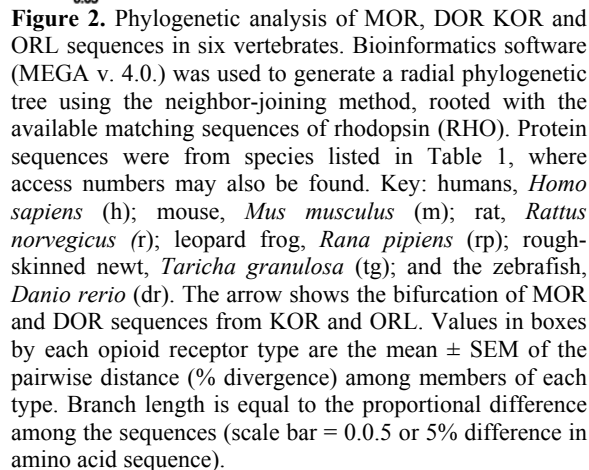 Figure 2. Phylogenetic analysis of MOR, DOR KOR and
ORL sequences in six vertebrates. Bioinformatics software
(MEGA v. 4.0.) was used to generate a radial phylogenetic
tree using the neighbor-joining method, rooted with the
available matching sequences of rhodopsin (RHO). Protein
sequences were from species listed in Table 1, where
access numbers may also be found. Key: humans, Homo
sapiens (h); mouse, Mus musculus (m); rat, Rattus
norvegicus (r); leopard frog, Rana pipiens (rp); rough-
skinned newt, Taricha granulosa (tg); and the zebrafish,
Danio rerio (dr). The arrow shows the bifurcation of MOR
and DOR sequences from KOR and ORL. Values in boxes
by each opioid receptor type are the mean ± SEM of the
pairwise distance (% divergence) among members of each
type. Branch length is equal to the proportional difference
among the sequences (scale bar = 0.0.5 or 5% difference in
amino acid sequence).